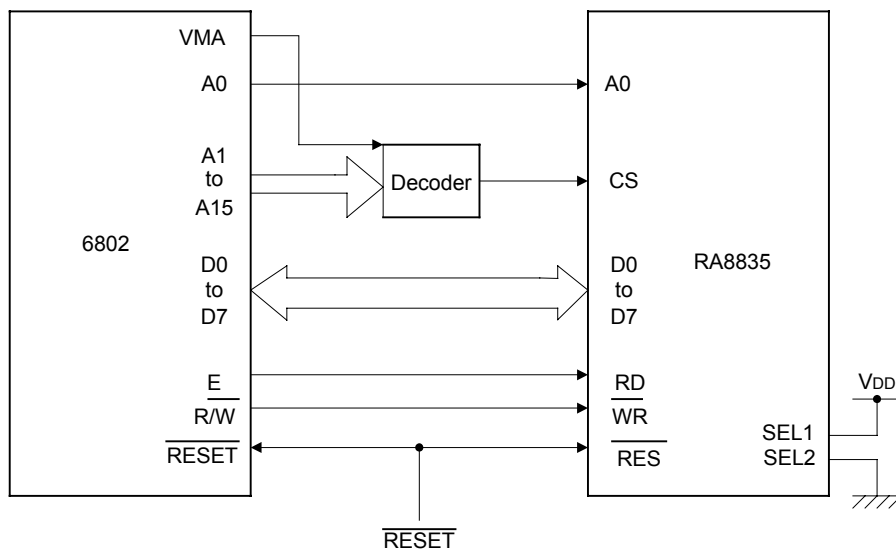 VMA
A0
A1
to
A15
6802
D0
to
D7
E
R/W
RESET
Decoder
A0
CS
RA8835
D0
to
D7
RD
WR
RES
VDD
SEL1
SEL2
RESET